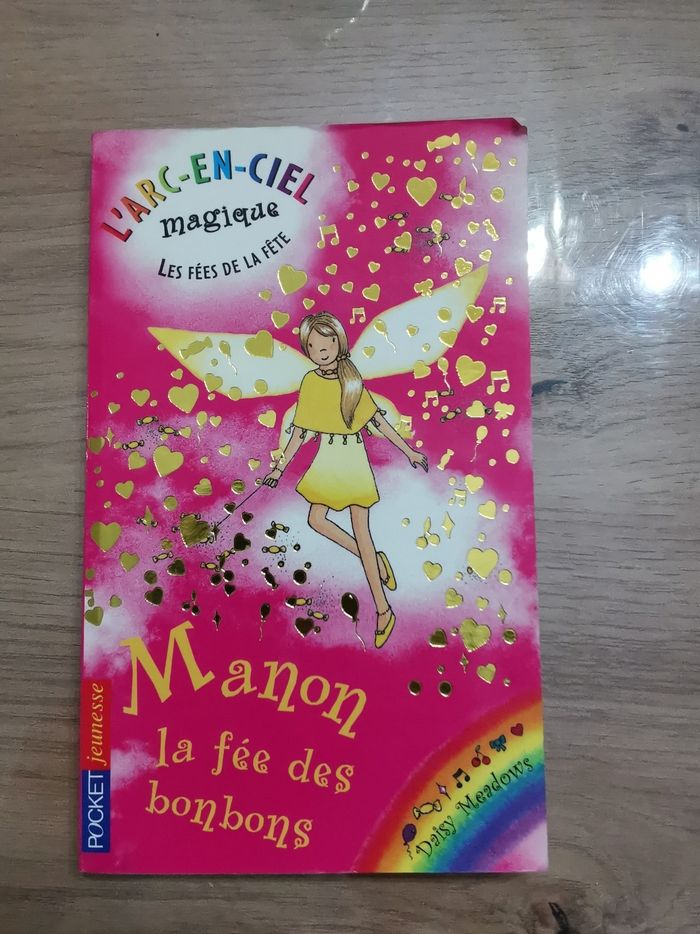 L'ARC-EN-CIEL
magique
LES FÉES DE LA FÊTE
Manon
la fée des
bonbons
POCKET jeunesse
Daisy Meadows